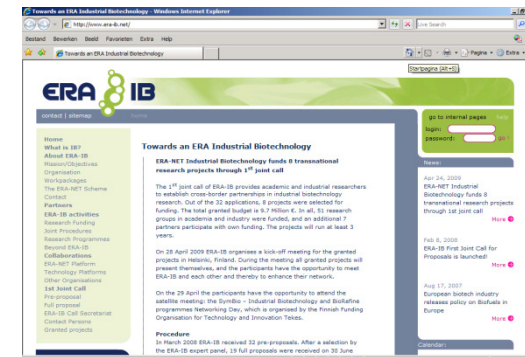 Towards an ERA Industrial Biotechnology - Windows Internet Explorer
http://www.era-ib.net/
Live Search
Bestand Bewerken Beeld Favorieten Extra Help
Towards an ERA Industrial Biotechnology
Pagina Extra
Startpagina (Alt+S)
ERA IB
contact | sitemap
home
go to internal pages
help
login:
password:
Home
What is IB?
About ERA-IB
Mission/Objectives
Organisation
Workpackages
The ERA-NET Scheme
Contact
Partners
ERA-IB activities
Research Funding
Joint Procedures
Research Programmes
Beyond ERA-IB
Collaborations
ERA-NET Platform
Technology Platforms
Other Organisations
1st Joint Call
Pre-proposal
Full proposal
ERA-IB Call Secretariat
Contact Persons
Granted projects
Towards an ERA Industrial Biotechnology
ERA-NET Industrial Biotechnology funds 8 transnational
research projects through 1st joint call
The 1st joint call of ERA-IB provides academic and industrial researchers
to establish cross-border partnerships in industrial biotechnology
research. Out of the 32 applications, 8 projects were selected for
funding. The total granted budget is 9.7 Million €. In all, 51 research
groups in academia and industry were funded, and an additional 7
partners participate with own funding. The projects will run at least 3
years.
On 28 April 2009 ERA-IB organises a kick-off meeting for the granted
projects in Helsinki, Finland. During the meeting all granted projects will
present themselves, and the participants have the opportunity to meet
ERA-IB and each other and thereby to enhance their network.
On the 29 April the participants have the opportunity to attend the
satellite meeting: the SymBio - Industrial Biotechnology and BioRefine
programmes Networking Day, which is organised by the Finnish Funding
Organisation for Technology and Innovation Tekes.
Procedure
In March 2008 ERA-IB received 32 pre-proposals. After a selection by
the ERA-IB expert panel, 19 full proposals were received on 30 June
News:
Apr 24, 2009
ERA-NET Industrial
Biotechnology funds 8
transnational research projects
through 1st joint call
More
Feb 6, 2008
ERA-IB First Joint Call for
Proposals is launched!
More
Aug 17, 2007
European biotech industry
releases policy on Biofuels in
Europe
More
Calendar: